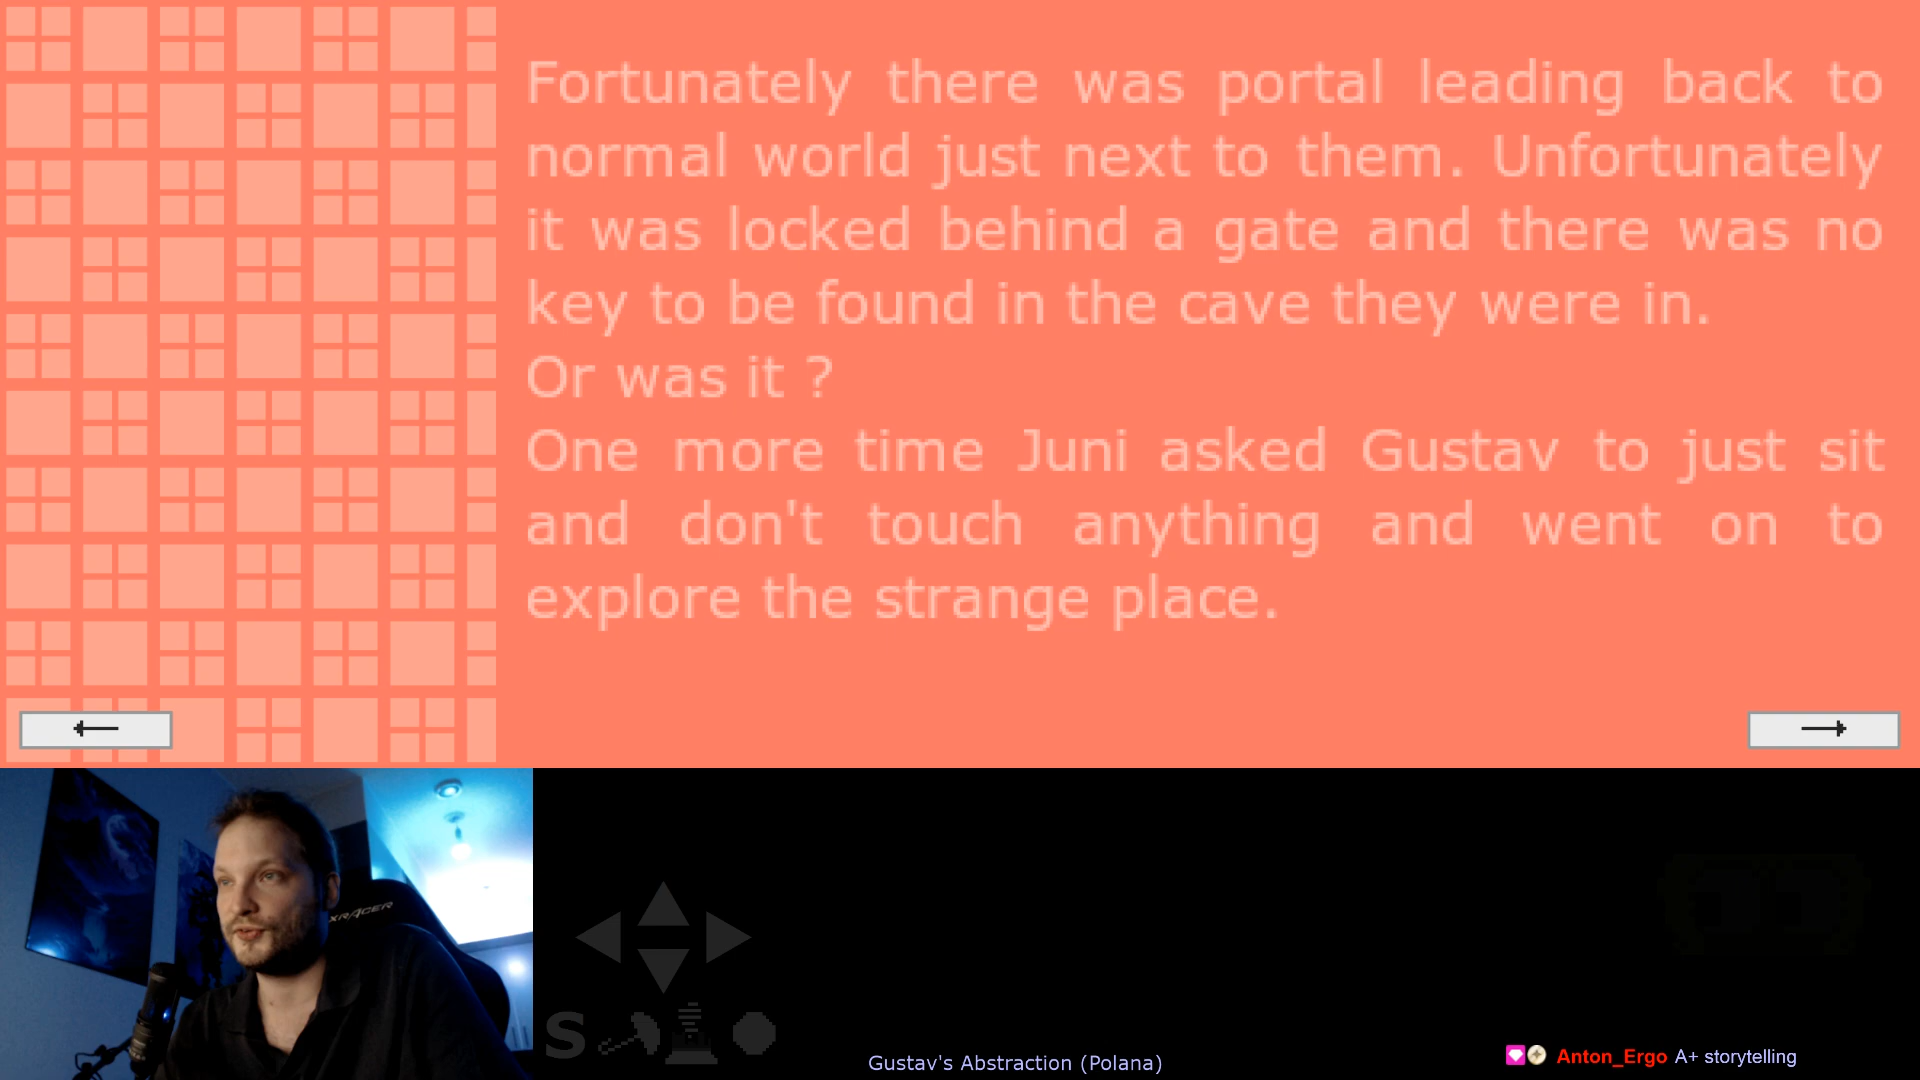 Fortunately there was portal leading back to
normal world just next to them. Unfortunately
it was locked behind a gate and there was no
key to be found in the cave they were in.
Or was it ?
One more time Juni asked Gustav to just sit
and don't touch anything and went on to
explore the strange place.
XRACER
S
Gustav's Abstraction (Polana)
Anton_Ergo A+ storytelling